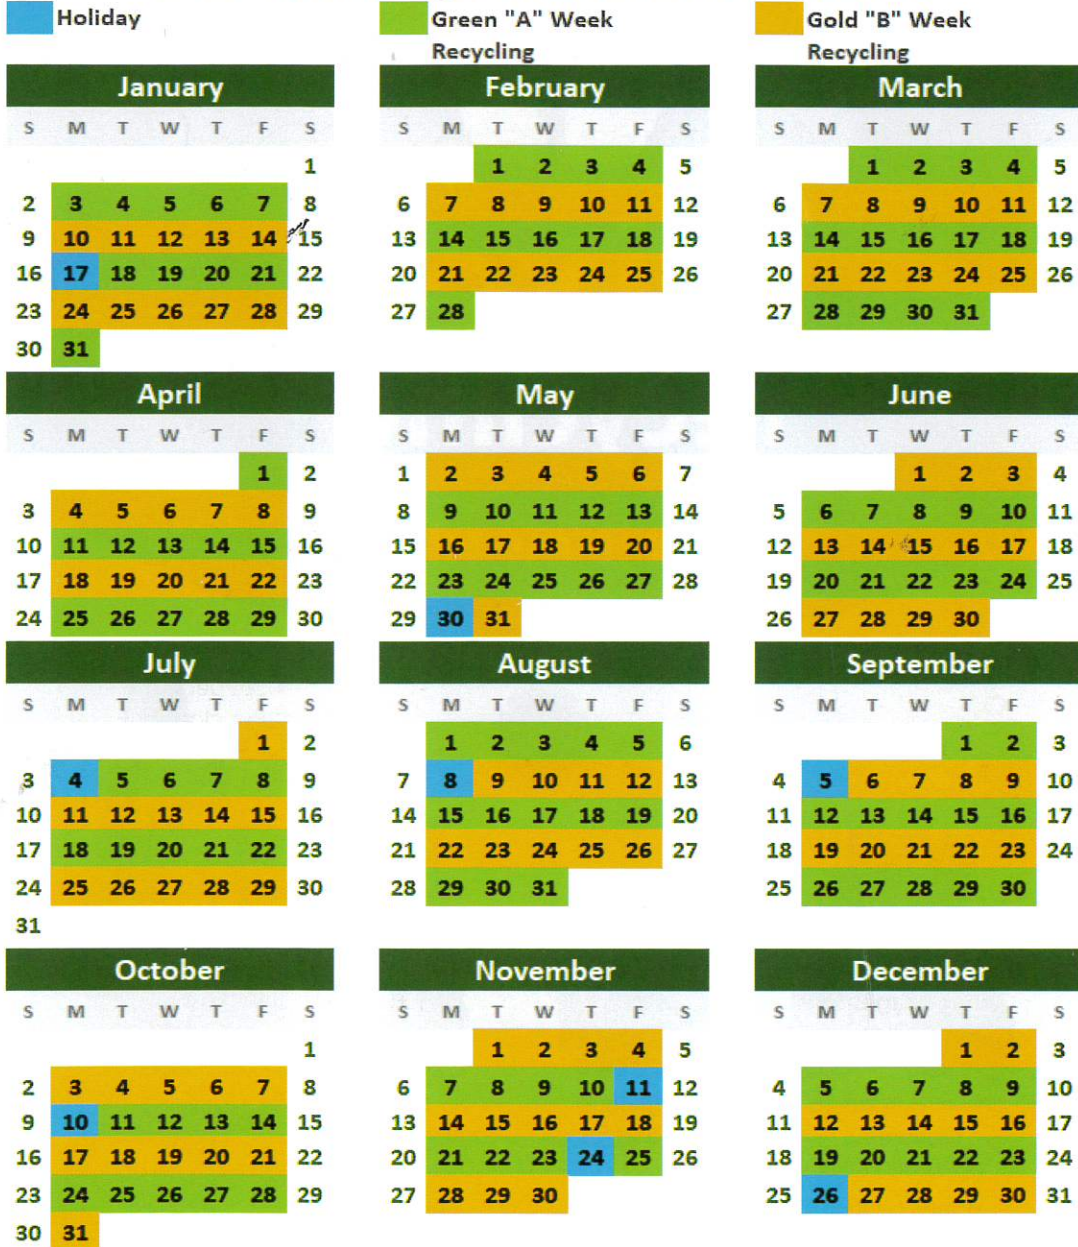 Holiday Green "A" Week Gold "B" Week
Recycling Recycling
January February March
S M T W T F S S M T W T F S S M T W T F S
1 1 2 3 4 5 1 2 3 4 5
2 3 4 5 6 7 8 6 7 8 9 10 11 12 6 7 8 9 10 11 12
9 10 11 12 13 14 15 13 14 15 16 17 18 19 13 14 15 16 17 18 19
16 17 18 19 20 21 22 20 21 22 23 24 25 26 20 21 22 23 24 25 26
23 24 25 26 27 28 29 27 28 27 28 29 30 31
30 31
April May June
S M T W T F S S M T W T F S S M T W T F S
1 2 1 2 3 4 5 6 7 1 2 3 4
3 4 5 6 7 8 9 8 9 10 11 12 13 14 5 6 7 8 9 10 11
10 11 12 13 14 15 16 15 16 17 18 19 20 21 12 13 14 15 16 17 18
17 18 19 20 21 22 23 22 23 24 25 26 27 28 19 20 21 22 23 24 25
24 25 26 27 28 29 30 29 30 31 26 27 28 29 30
July August September
S M T W T F S S M T W T F S S M T W T F S
1 2 1 2 3 4 5 6 1 2 3
3 4 5 6 7 8 9 7 8 9 10 11 12 13 4 5 6 7 8 9 10
10 11 12 13 14 15 16 14 15 16 17 18 19 20 11 12 13 14 15 16 17
17 18 19 20 21 22 23 21 22 23 24 25 26 27 18 19 20 21 22 23 24
24 25 26 27 28 29 30 28 29 30 31 25 26 27 28 29 30
31
October November December
S M T W T F S S M T W T F S S M T W T F S
1 1 2 3 4 5 1 2 3
2 3 4 5 6 7 8 6 7 8 9 10 11 12 4 5 6 7 8 9 10
9 10 11 12 13 14 15 13 14 15 16 17 18 19 11 12 13 14 15 16 17
16 17 18 19 20 21 22 20 21 22 23 24 25 26 18 19 20 21 22 23 24
23 24 25 26 27 28 29 27 28 29 30 25 26 27 28 29 30 31
30 31